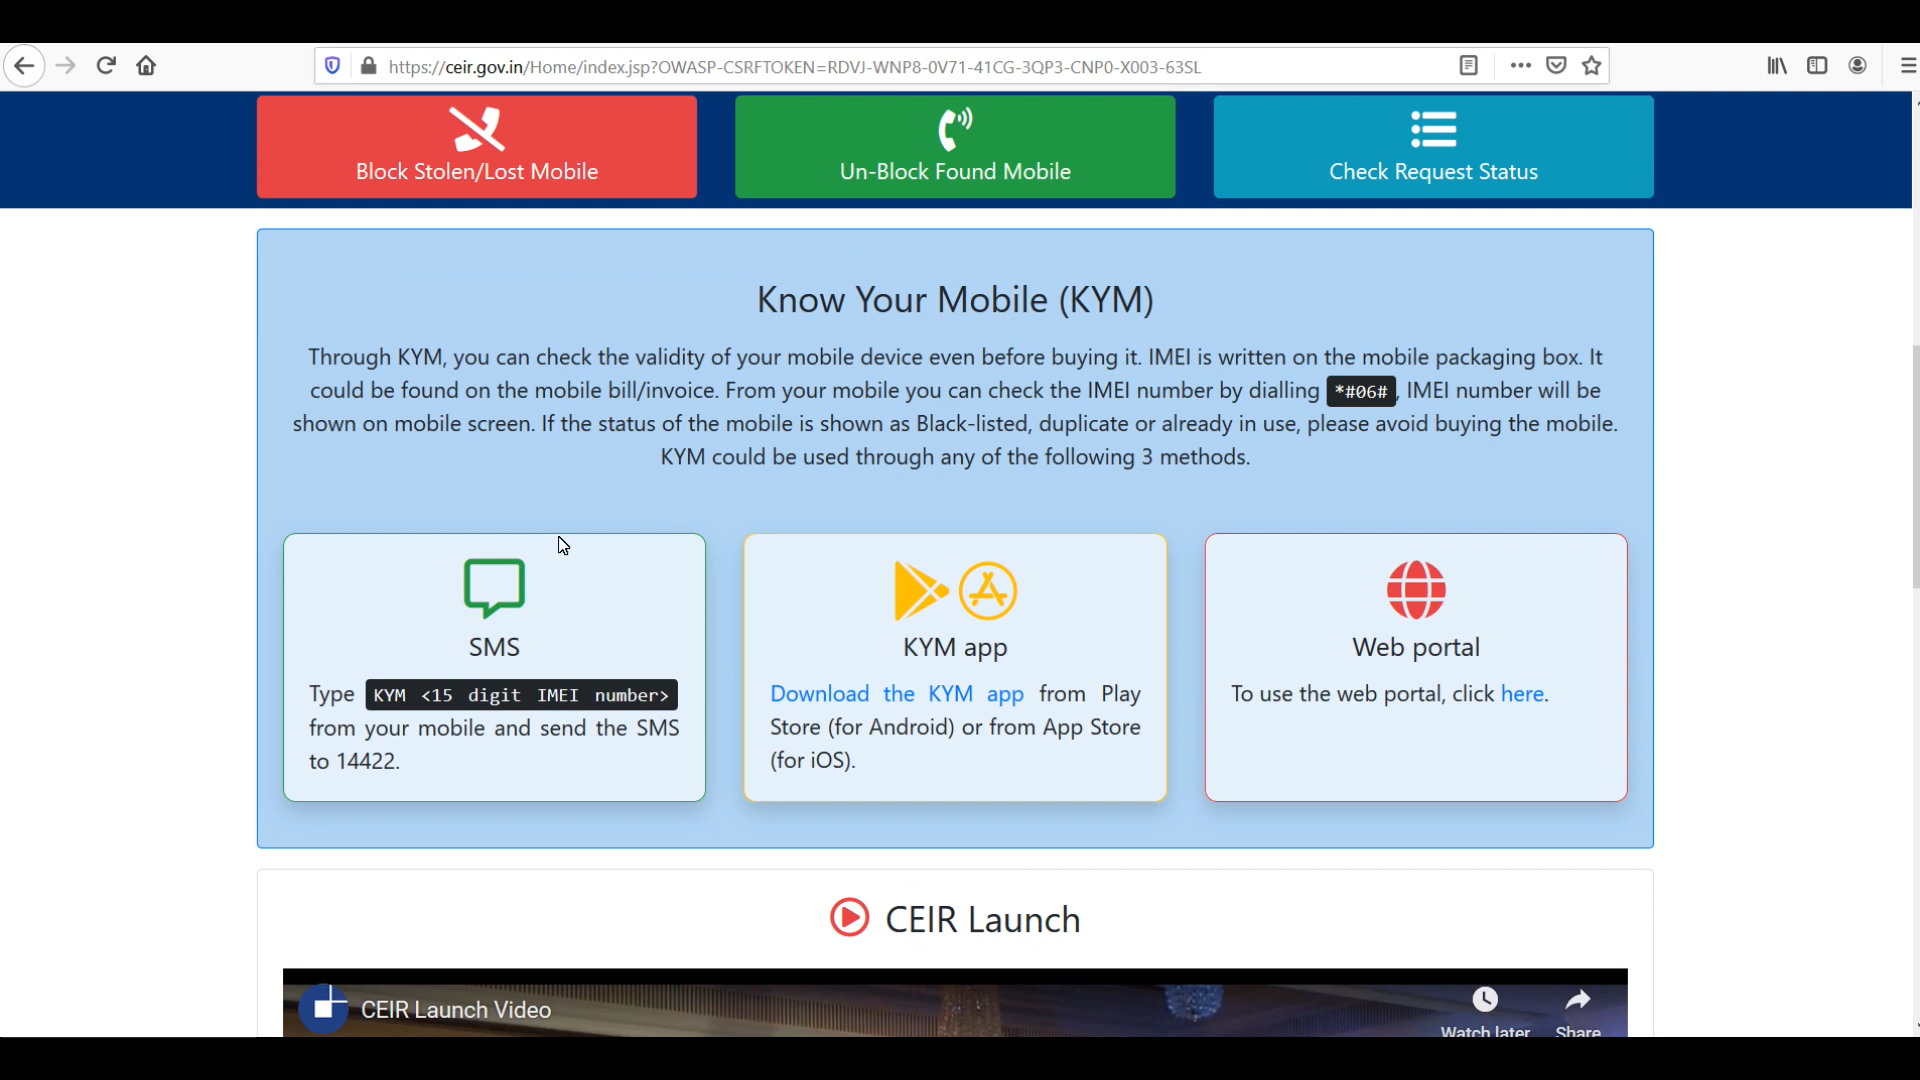 https://ceir.gov.in/Home/index.jsp?OWASP-CSRFTOKEN=RDVJ-WNP8-0V71-41CG-3QP3-CNP0-X003-63SL
Block Stolen/Lost Mobile
Un-Block Found Mobile
Check Request Status
Know Your Mobile (KYM)
Through KYM, you can check the validity of your mobile device even before buying it. IMEI is written on the mobile packaging box. It
could be found on the mobile bill/invoice. From your mobile you can check the IMEI number by dialling *#06#, IMEI number will be
shown on mobile screen. If the status of the mobile is shown as Black-listed, duplicate or already in use, please avoid buying the mobile.
KYM could be used through any of the following 3 methods.
SMS
Type KYM <15 digit IMEI number>
from your mobile and send the SMS
to 14422.
KYM app
Download the KYM app from Play
Store (for Android) or from App Store
(for iOS).
Web portal
To use the web portal, click here.
CEIR Launch
CEIR Launch Video
Watch later
Share